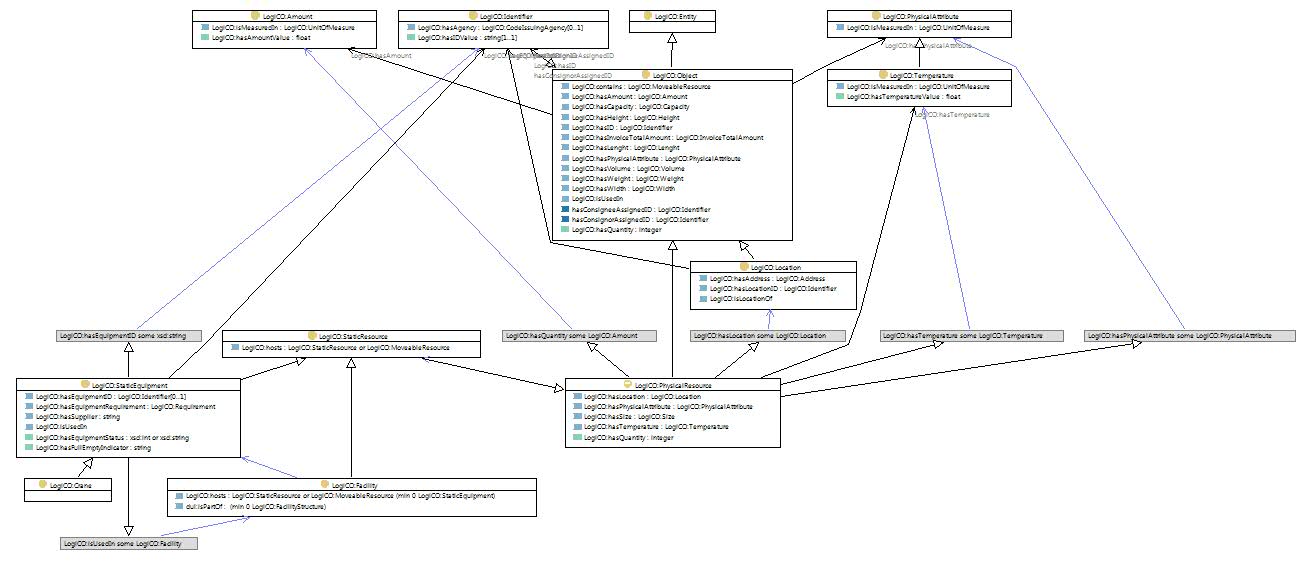 LogiCO:Amount
LogiCO:isMeasuredIn : LogiCO:UnitOfMeasure
LogiCO:hasAmountValue : float
LogiCO:Identifier
LogiCO:hasAgency : LogiCO:CodeIssuingAgency[0..1]
LogiCO:hasIDValue : string[1..1]
LogiCO:Entity
LogiCO:PhysicalAttribute
LogiCO:isMeasuredIn : LogiCO:UnitOfMeasure
LogiCO:hasAmount
hasConsignorAssignedID
LogiCO:Object
LogiCO:contains : LogiCO:MoveableResource
LogiCO:hasAmount : LogiCO:Amount
LogiCO:hasCapacity : LogiCO:Capacity
LogiCO:hasHeight : LogiCO:Height
LogiCO:hasID : LogiCO:Identifier
LogiCO:hasInvoiceTotalAmount : LogiCO:InvoiceTotalAmount
LogiCO:hasLenght : LogiCO:Lenght
LogiCO:hasPhysicalAttribute : LogiCO:PhysicalAttribute
LogiCO:hasVolume : LogiCO:Volume
LogiCO:hasWeight : LogiCO:Weight
LogiCO:hasWidth : LogiCO:Width
LogiCO:isUsedIn
hasConsigneeAssignedID : LogiCO:Identifier
hasConsignorAssignedID : LogiCO:Identifier
LogiCO:hasQuantity : integer
LogiCO:Temperature
LogiCO:isMeasuredIn : LogiCO:UnitOfMeasure
LogiCO:hasTemperatureValue : float
LogiCO:hasTemperature
LogiCO:Location
LogiCO:hasAddress : LogiCO:Address
LogiCO:hasLocationID : LogiCO:Identifier
LogiCO:isLocationOf
LogiCO:hasEquipmentID some xsd:string
LogiCO:StaticResource
LogiCO:hosts : LogiCO:StaticResource or LogiCO:MoveableResource
LogiCO:hasQuantity some LogiCO:Amount
LogiCO:hasLocation some LogiCO:Location
LogiCO:hasTemperature some LogiCO:Temperature
LogiCO:hasPhysicalAttribute some LogiCO:PhysicalAttribute
LogiCO:StaticEquipment
LogiCO:hasEquipmentID : LogiCO:Identifier[0..1]
LogiCO:hasEquipmentRequirement : LogiCO:Requirement
LogiCO:hasSupplier : string
LogiCO:isUsedIn
LogiCO:hasEquipmentStatus : xsd:int or xsd:string
LogiCO:hasFullEmptyIndicator : string
LogiCO:PhysicalResource
LogiCO:hasLocation : LogiCO:Location
LogiCO:hasPhysicalAttribute : LogiCO:PhysicalAttribute
LogiCO:hasSize : LogiCO:Size
LogiCO:hasTemperature : LogiCO:Temperature
LogiCO:hasQuantity : integer
LogiCO:Crane
LogiCO:Facility
LogiCO:hosts : LogiCO:StaticResource or LogiCO:MoveableResource (min 0 LogiCO:StaticEquipment)
dul:isPartOf : (min 0 LogiCO:FacilityStructure)
LogiCO:isUsedIn some LogiCO:Facility